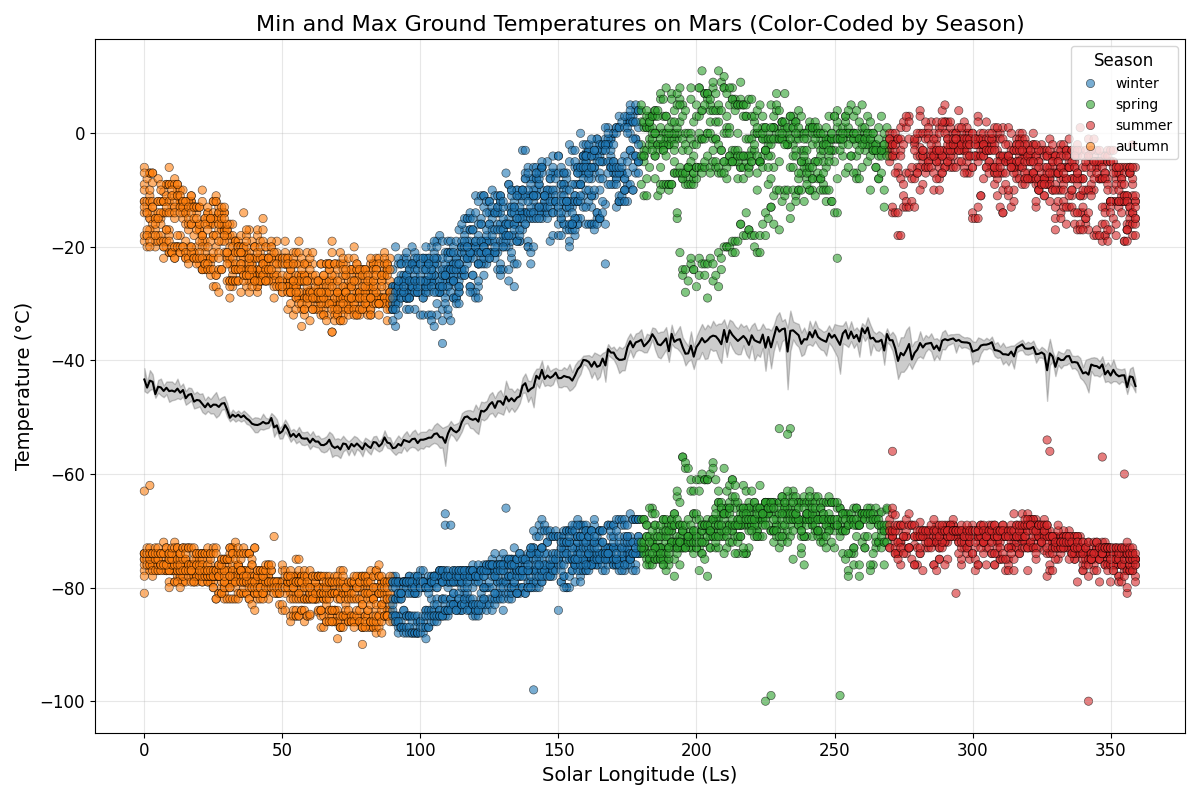 Min and Max Ground Temperatures on Mars (Color-Coded by Season)
Season
winter
spring
summer
autumn
Temperature (°C)
0
−20
−40
−60
−80
−100
0 50 100 150 200 250 300 350
Solar Longitude (Ls)